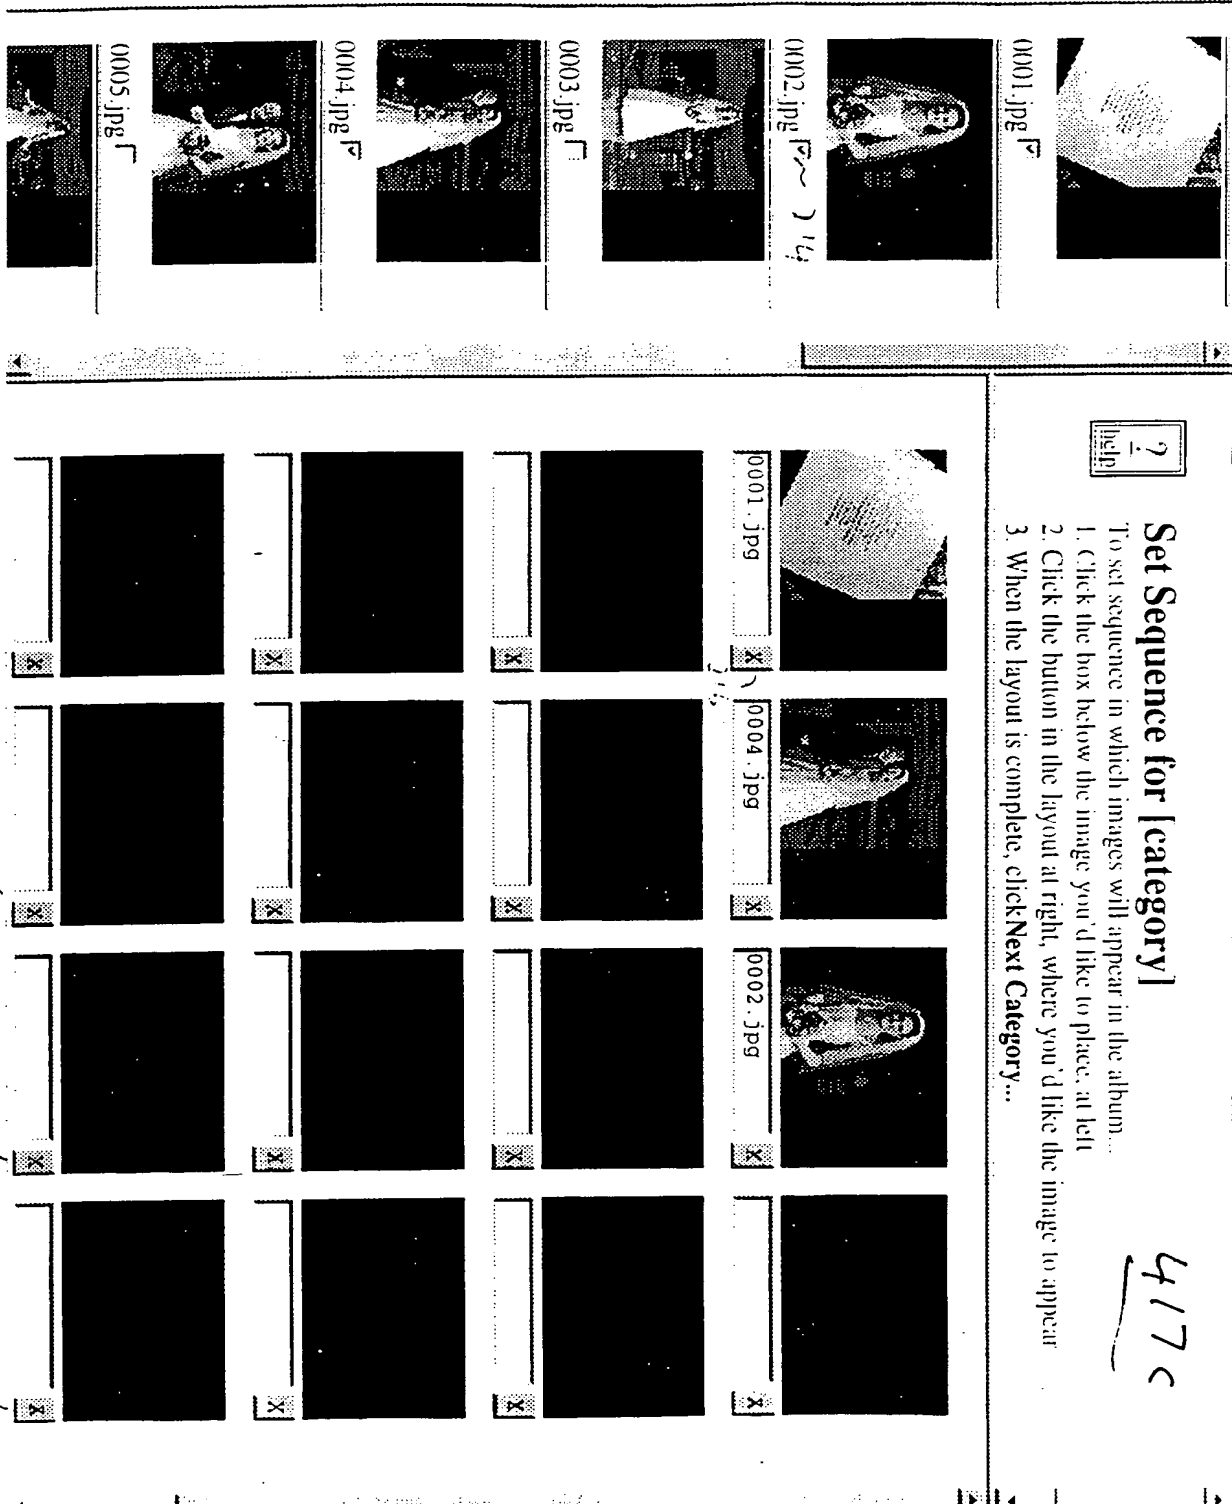 Set Sequence for [category]
417c
? help
To set sequence in which images will appear in the album...
1. Click the box below the image you'd like to place, at left
2. Click the button in the layout at right, where you'd like the image to appear
3. When the layout is complete, clickNext Category...
0001.jpg
0002.jpg
0003.jpg
0004.jpg
0005.jpg
0001.jpg X 0004.jpg X 0002.jpg X X
X X X X
X X X X
X X X X